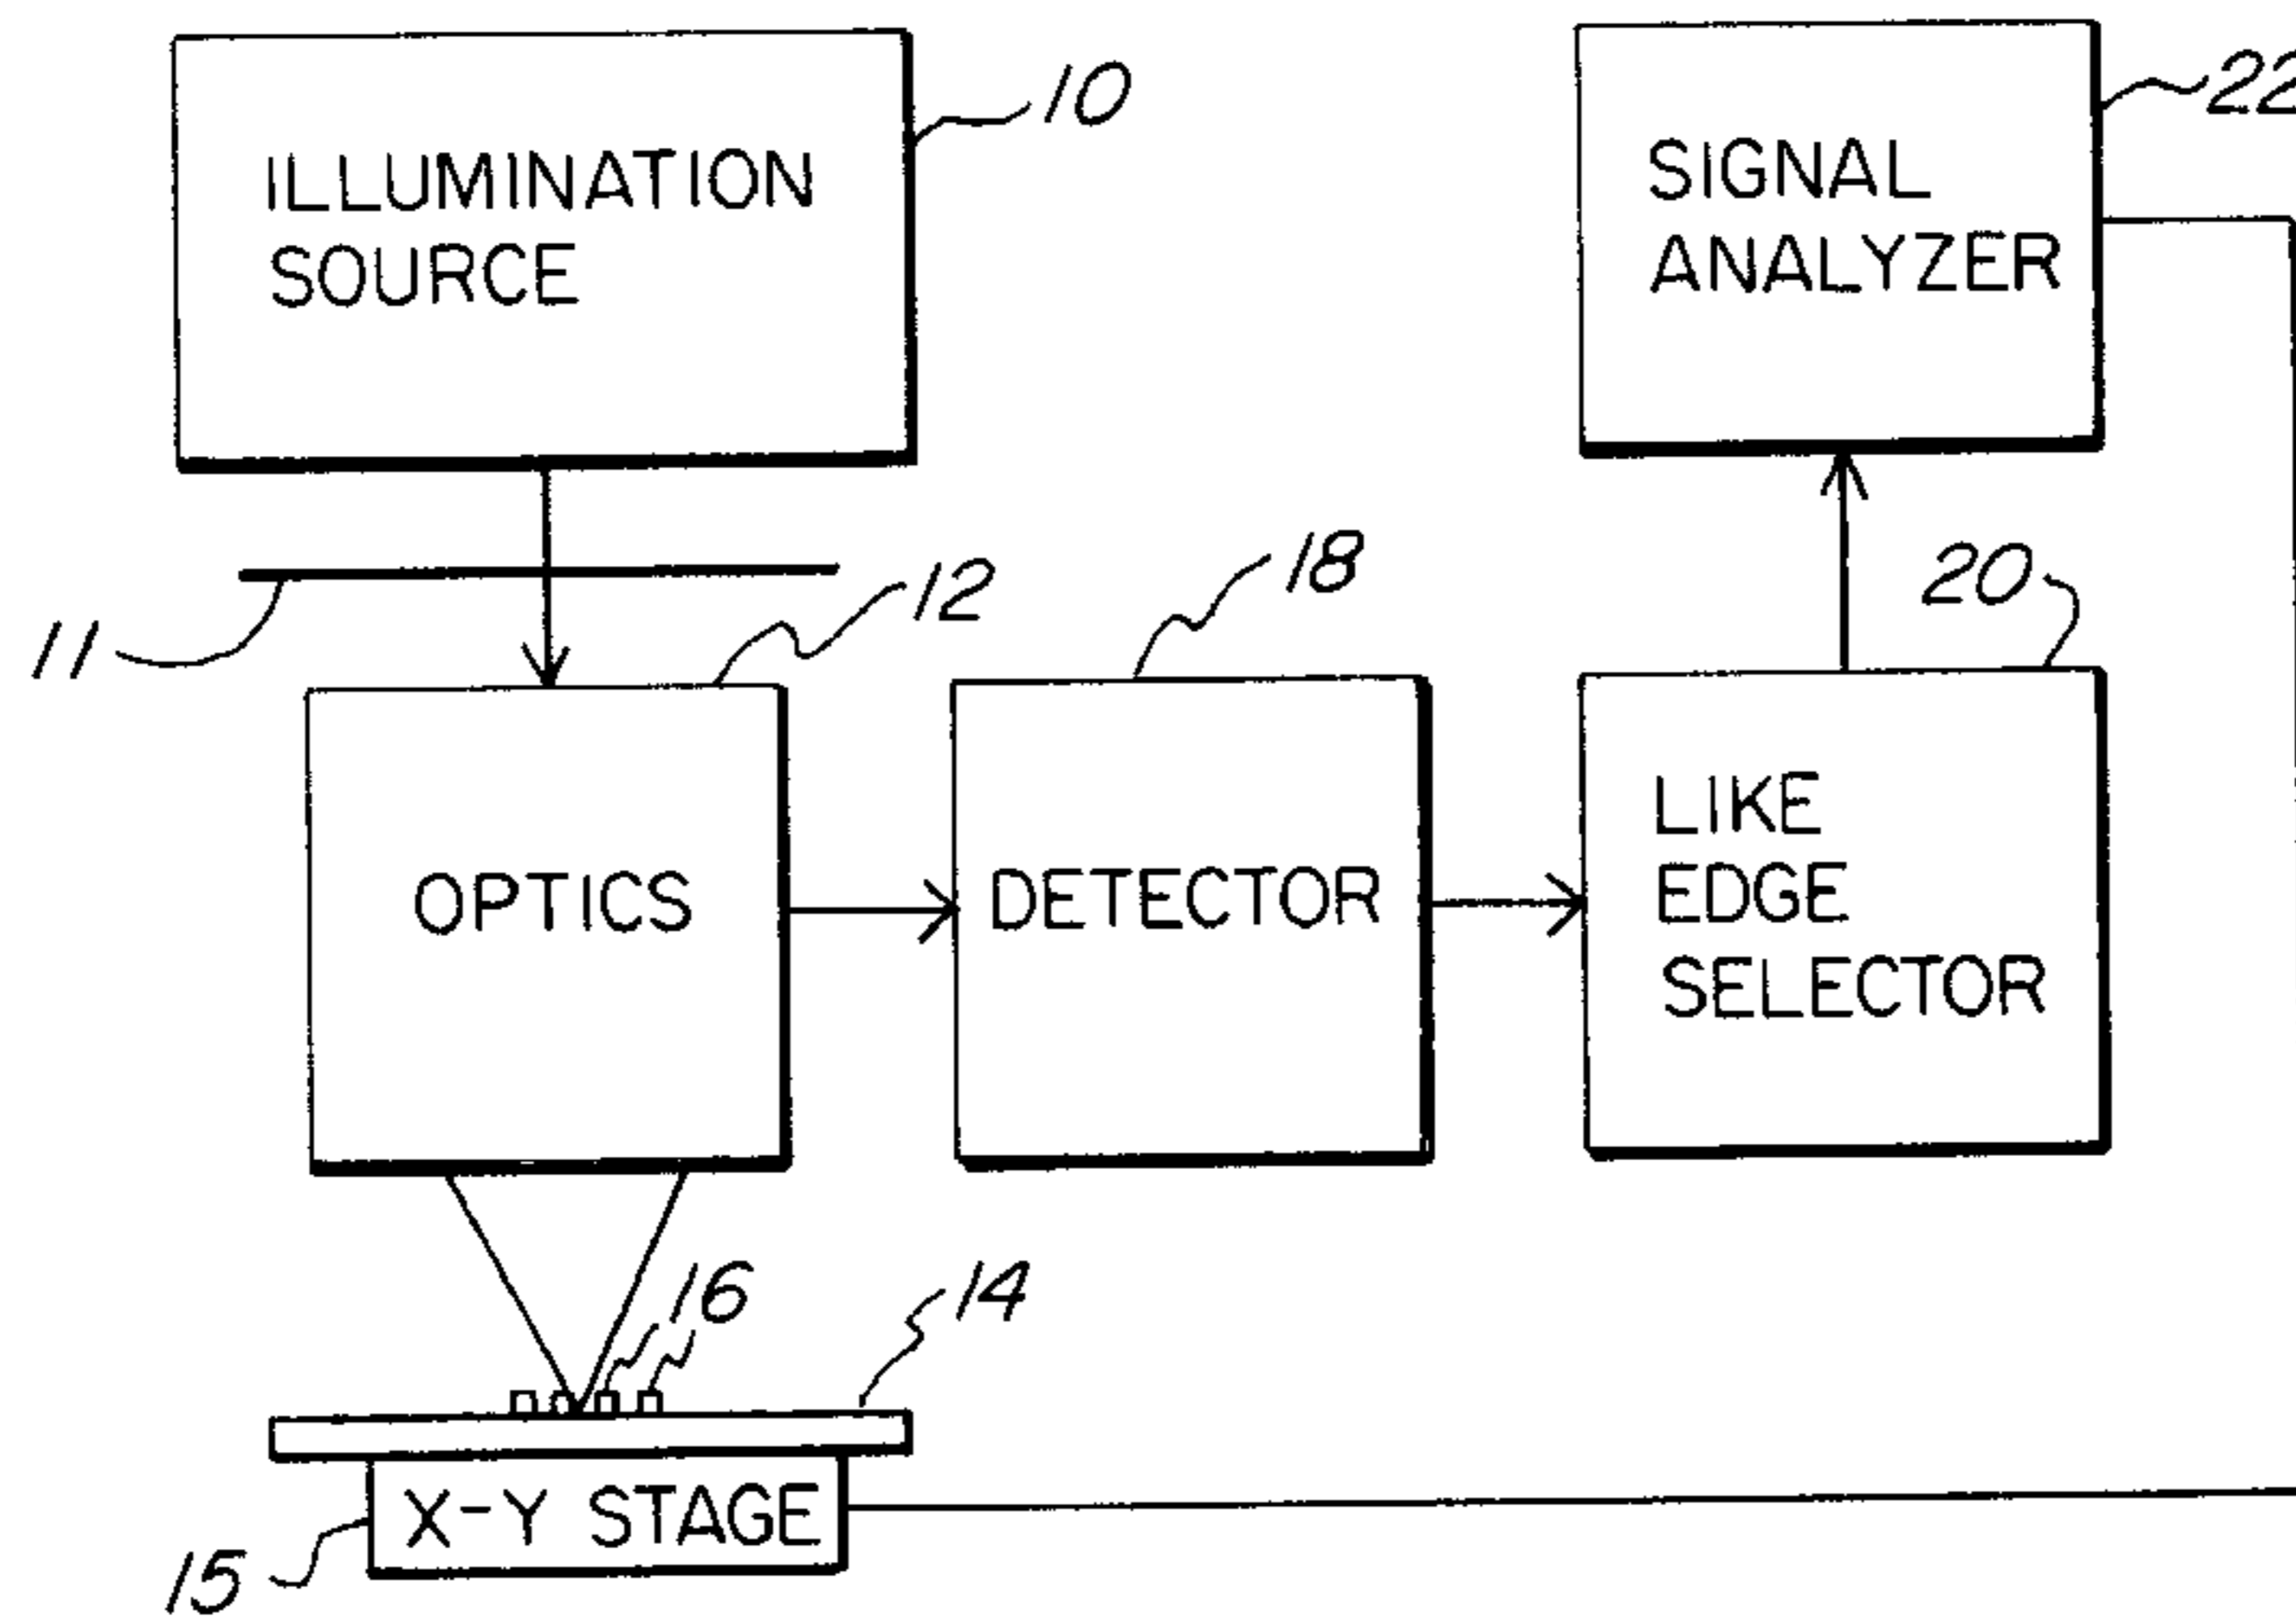 ILLUMINATION
SOURCE
10
SIGNAL
ANALYZER
22
11
12
18
20
OPTICS
DETECTOR
LIKE
EDGE
SELECTOR
16
14
X-Y STAGE
15